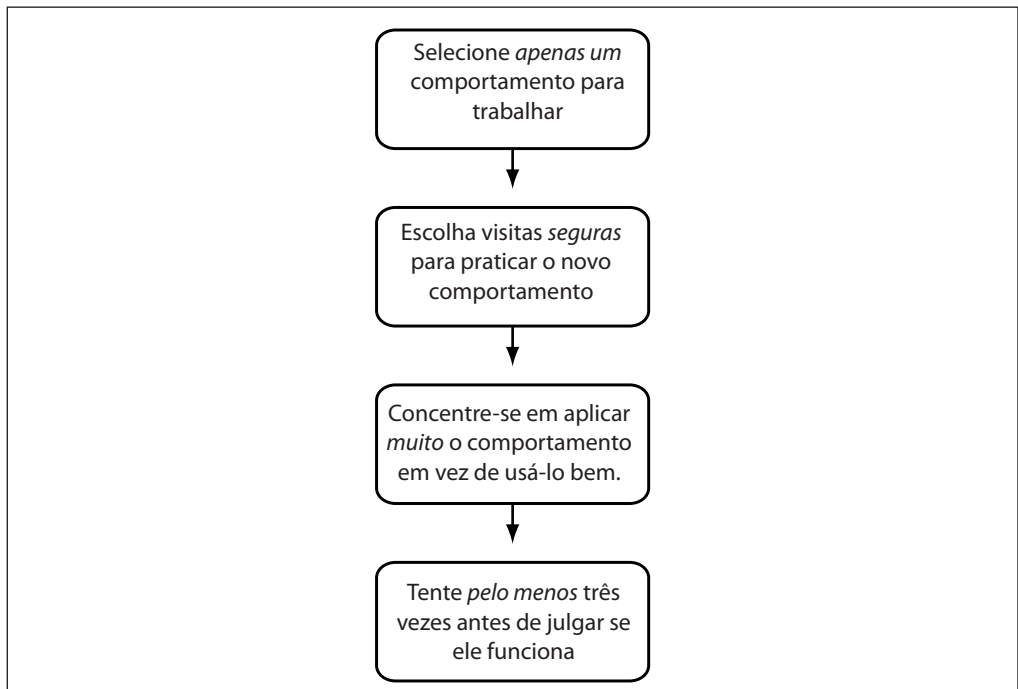 Selecione apenas um
comportamento para
trabalhar
Escolha visitas seguras
para praticar o novo
comportamento
Concentre-se em aplicar
muito o comportamento
em vez de usá-lo bem.
Tente pelo menos três
vezes antes de julgar se
ele funciona